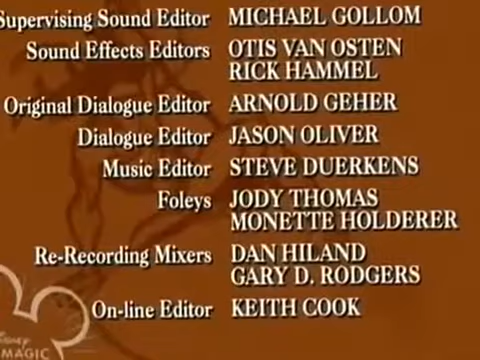 Supervising Sound Editor MICHAEL GOLLOM
Sound Effects Editors OTIS VAN OSTEN
RICK HAMMEL
Original Dialogue Editor ARNOLD GEHER
Dialogue Editor JASON OLIVER
Music Editor STEVE DUERKENS
Foleys JODY THOMAS
MONETTE HOLDERER
Re-Recording Mixers DAN HILAND
GARY D. RODGERS
On-line Editor KEITH COOK
Disney
MAGIC